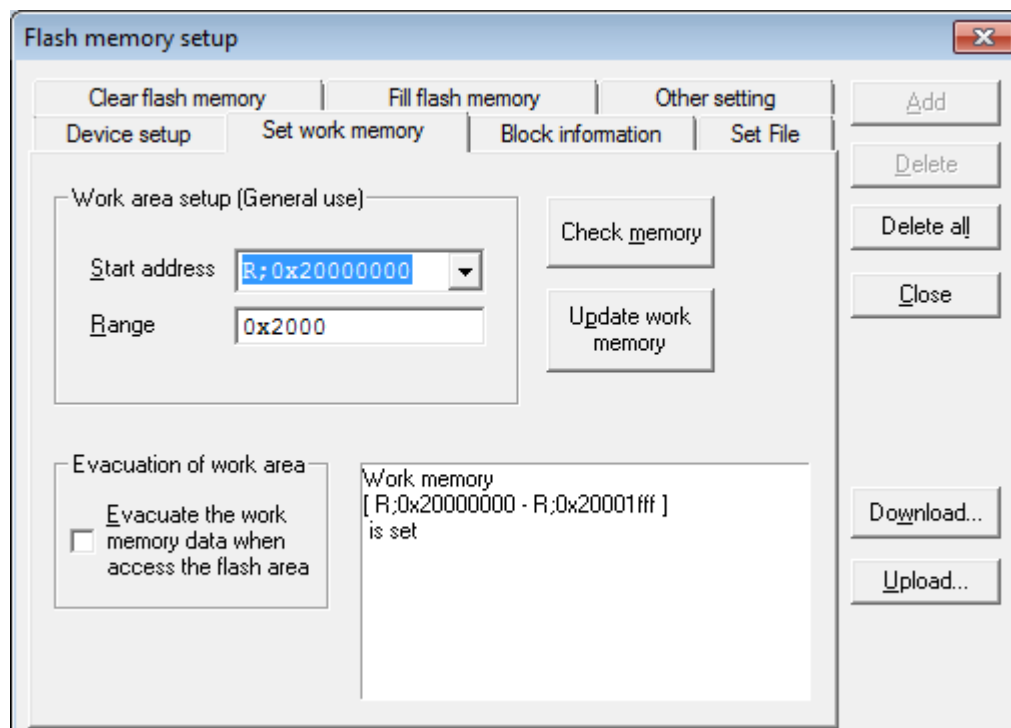 Flash memory setup
Clear flash memory
Fill flash memory
Other setting
Device setup
Set work memory
Block information
Set File
Work area setup (General use)
Start address
R;0x20000000
Range
0x2000
Check memory
Update work
memory
Evacuation of work area
Evacuate the work
memory data when
access the flash area
Work memory
[ R;0x20000000 - R;0x20001fff ]
is set
Add
Delete
Delete all
Close
Download...
Upload...